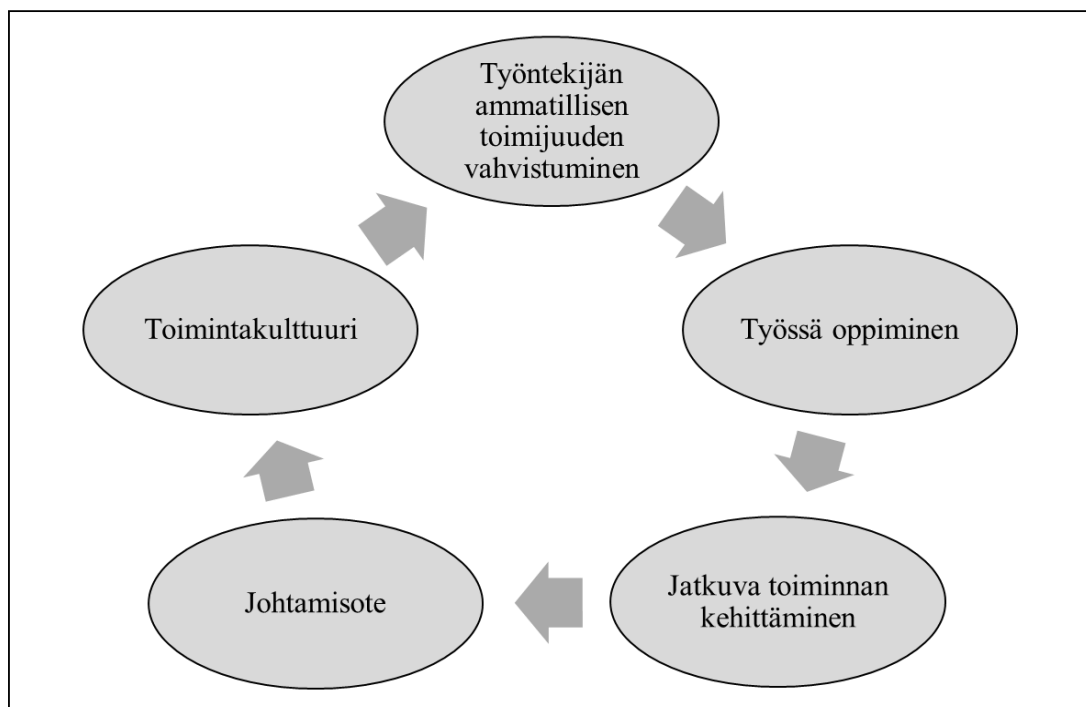 Työntekijän
ammatillisen
toimijuuden
vahvistuminen
Toimintakulttuuri
Työssä oppiminen
Johtamisote
Jatkuva toiminnan
kehittäminen